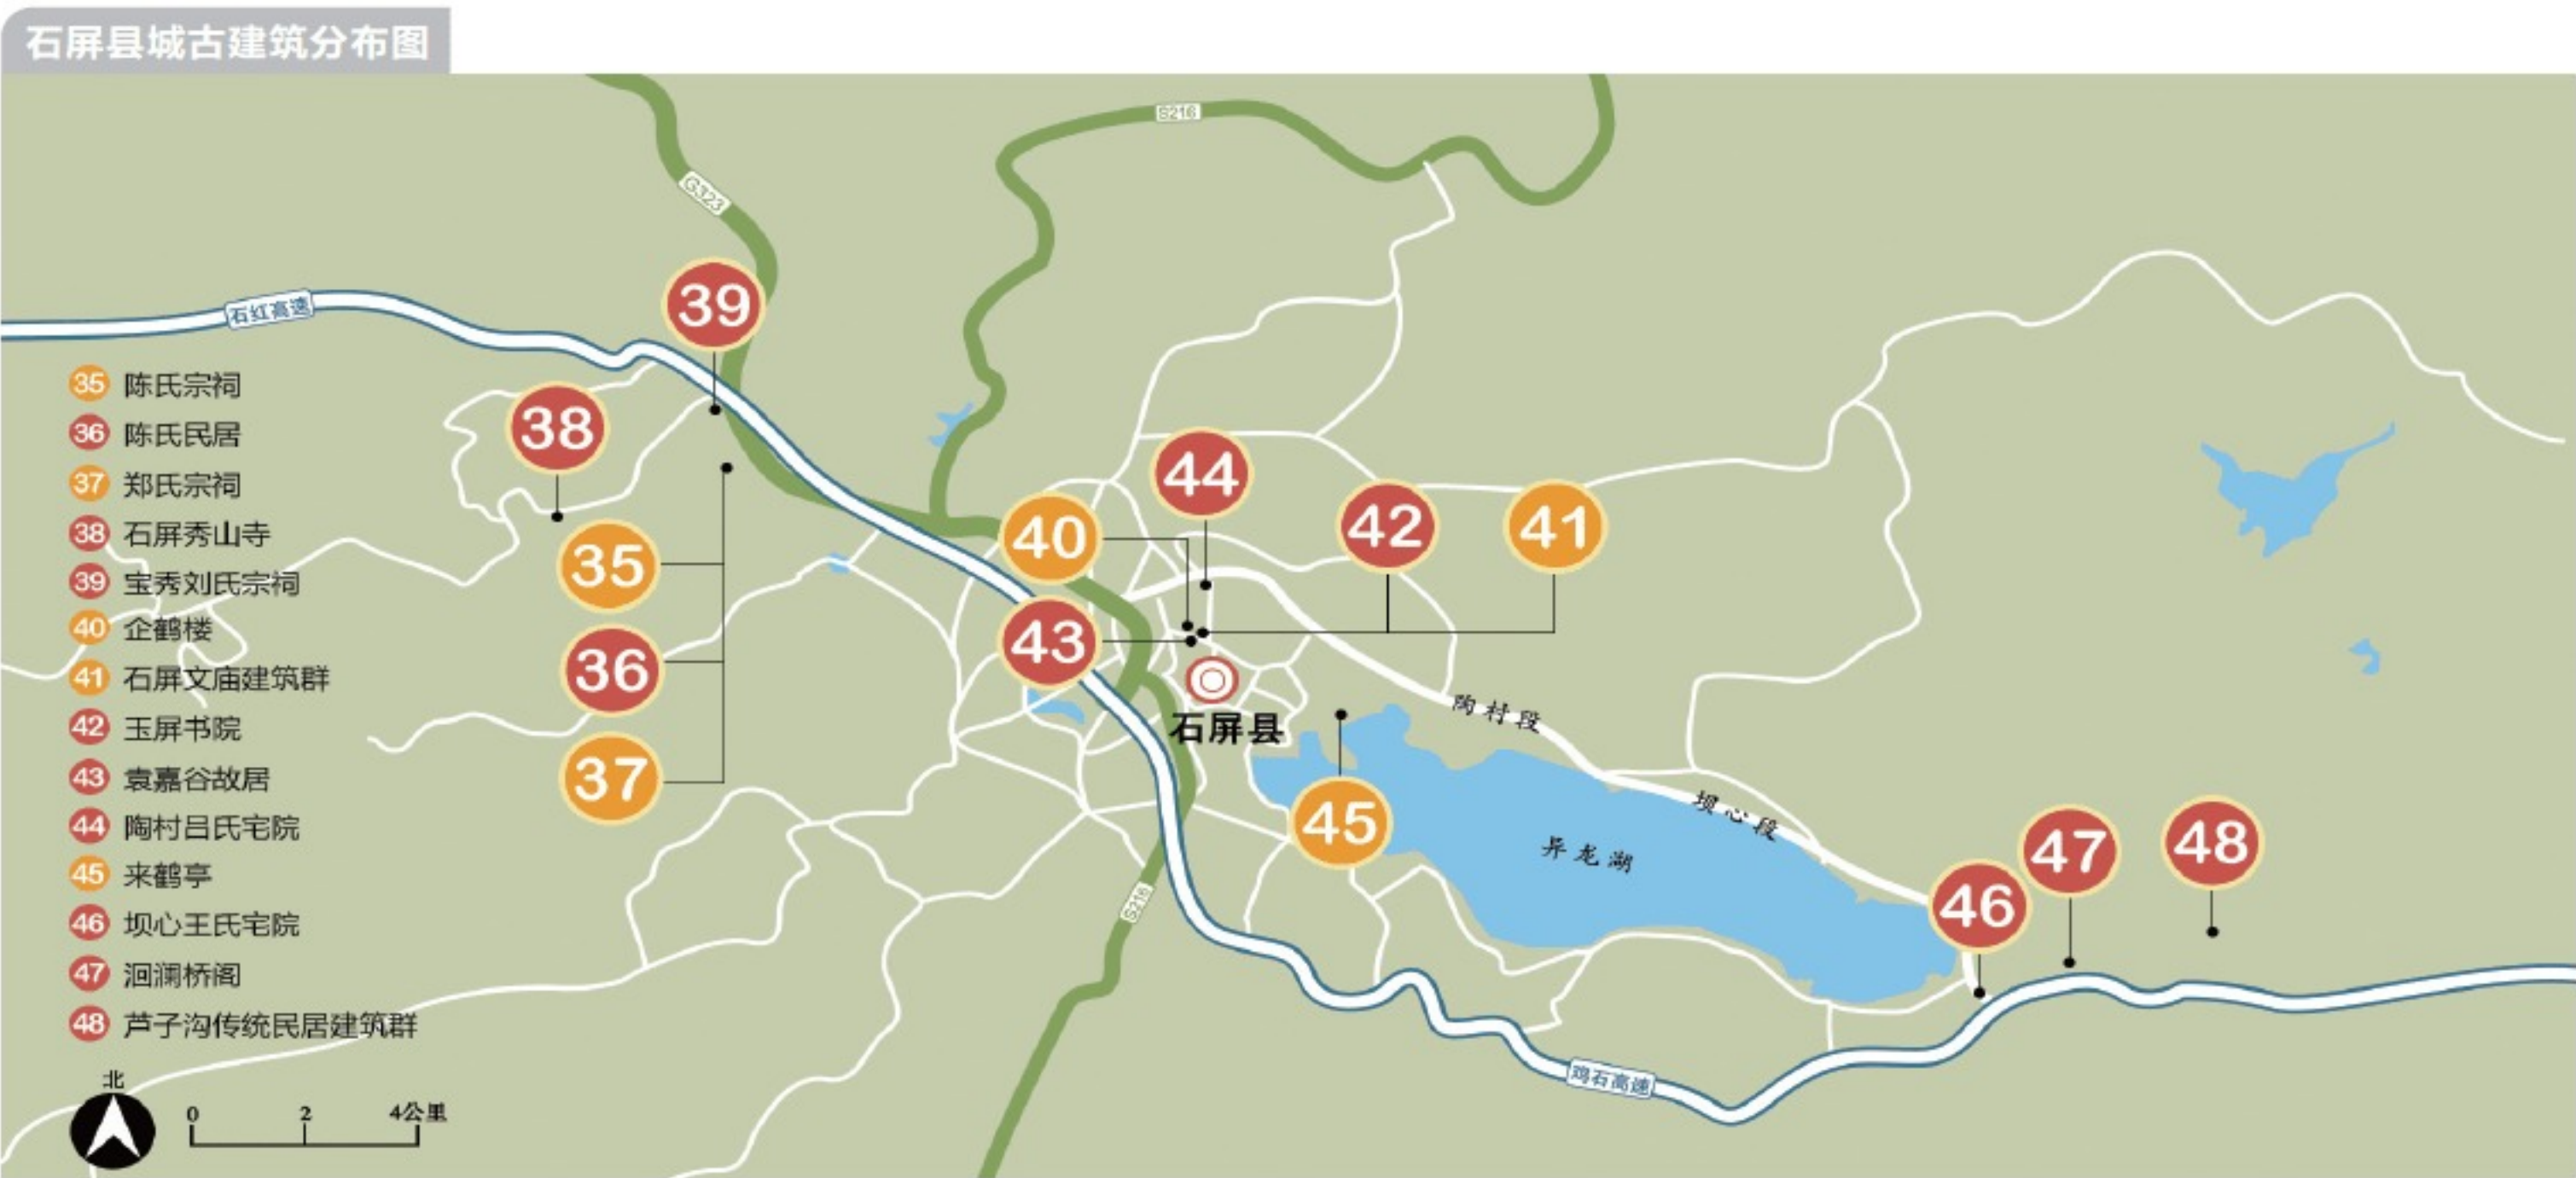 石屏县城古建筑分布图
S216
G323
石红高速
39
38
44
42
41
40
35
43
36
37
石屏县
陶村段
45
坝心段
异龙湖
47
48
46
S216
鸡石高速
35 陈氏宗祠
36 陈氏民居
37 郑氏宗祠
38 石屏秀山寺
39 宝秀刘氏宗祠
40 企鹤楼
41 石屏文庙建筑群
42 玉屏书院
43 袁嘉谷故居
44 陶村吕氏宅院
45 来鹤亭
46 坝心王氏宅院
47 洄澜桥阁
48 芦子沟传统民居建筑群
北
0 2 4公里